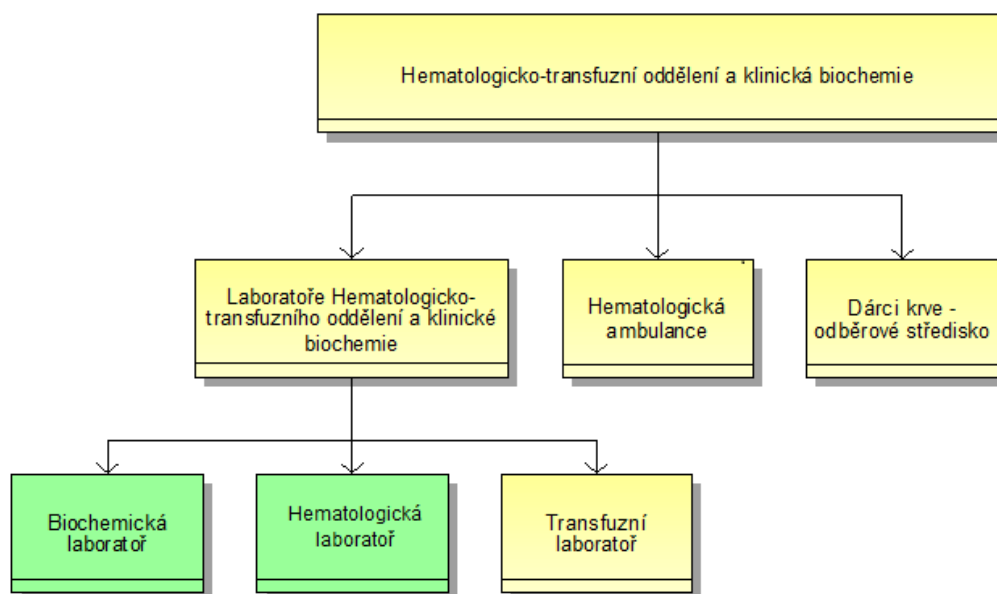 Hematologicko-transfuzní oddělení a klinická biochemie
Laboratoře Hematologicko-
transfuzního oddělení a klinické
biochemie
Hematologická
ambulance
Dárci krve -
odběrové středisko
Biochemická
laboratoř
Hematologická
laboratoř
Transfuzní
laboratoř